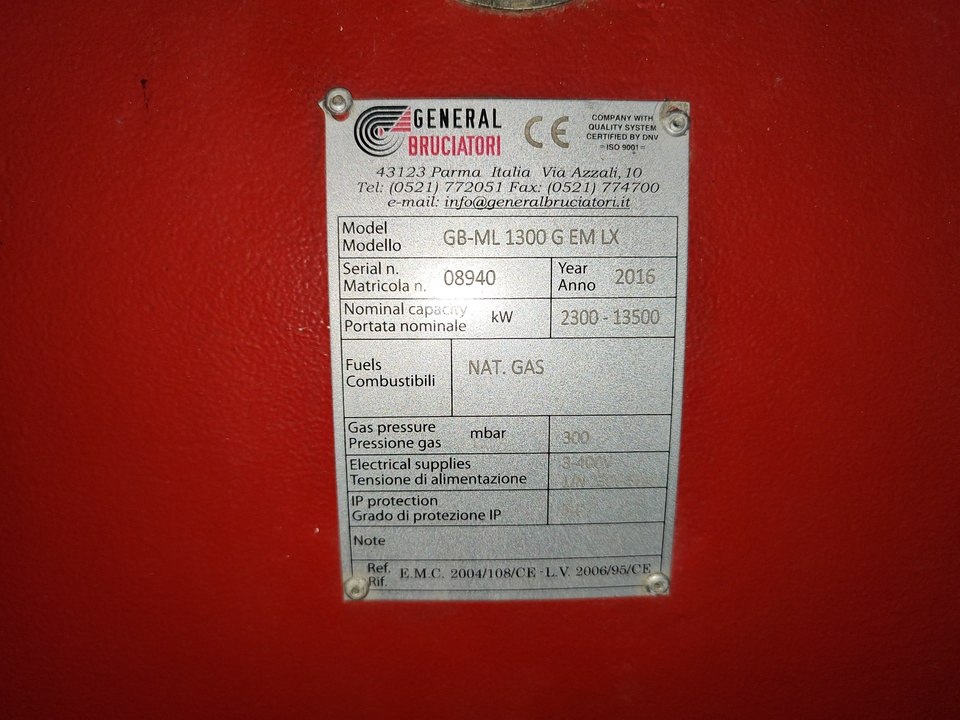 GENERAL
BRUCIATORI
CE
COMPANY WITH
QUALITY SYSTEM
CERTIFIED BY DNV
=ISO 9001=
43123 Parma Italia Via Azzali, 10
Tel: (0521) 772051 Fax: (0521) 774700
e-mail: info@generalbruciatori.it
Model
Modello
GB-ML 1300 G EM LX
Serial n.
Matricola n.
08940
Year
Anno
2016
Nominal capacity
Portata nominale
kW
2300 - 13500
Fuels
Combustibili
NAT. GAS
Gas pressure
Pressione gas
mbar
300
Electrical supplies
Tensione di alimentazione
3-400V
IP protection
Grado di protezione IP
Note
Ref.
Rif.
E.M.C. 2004/108/CE - L.V. 2006/95/CE